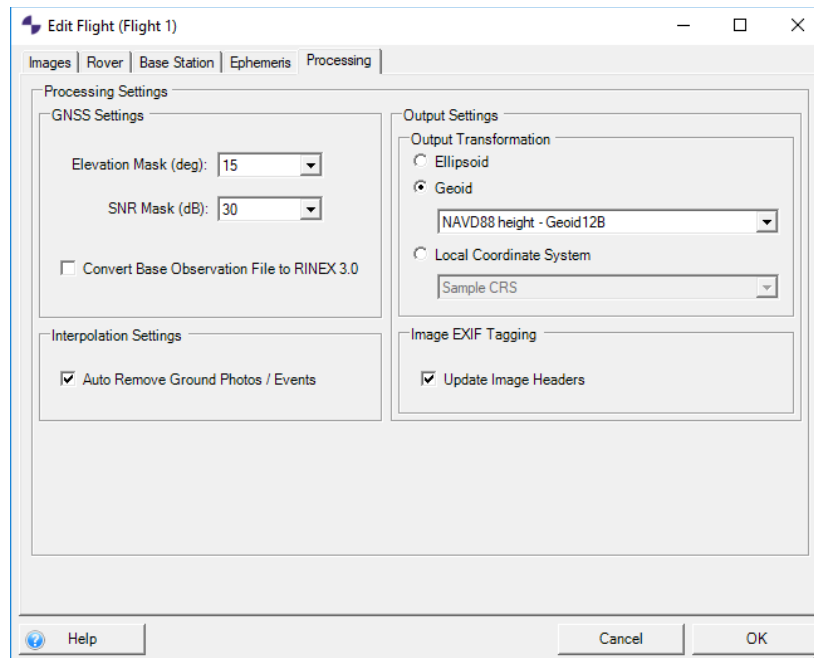 Edit Flight (Flight 1)
Images
Rover
Base Station
Ephemeris
Processing
Processing Settings
GNSS Settings
Elevation Mask (deg):
15
SNR Mask (dB):
30
Convert Base Observation File to RINEX 3.0
Interpolation Settings
Auto Remove Ground Photos / Events
Output Settings
Output Transformation
Ellipsoid
Geoid
NAVD88 height - Geoid12B
Local Coordinate System
Sample CRS
Image EXIF Tagging
Update Image Headers
Help
Cancel
OK